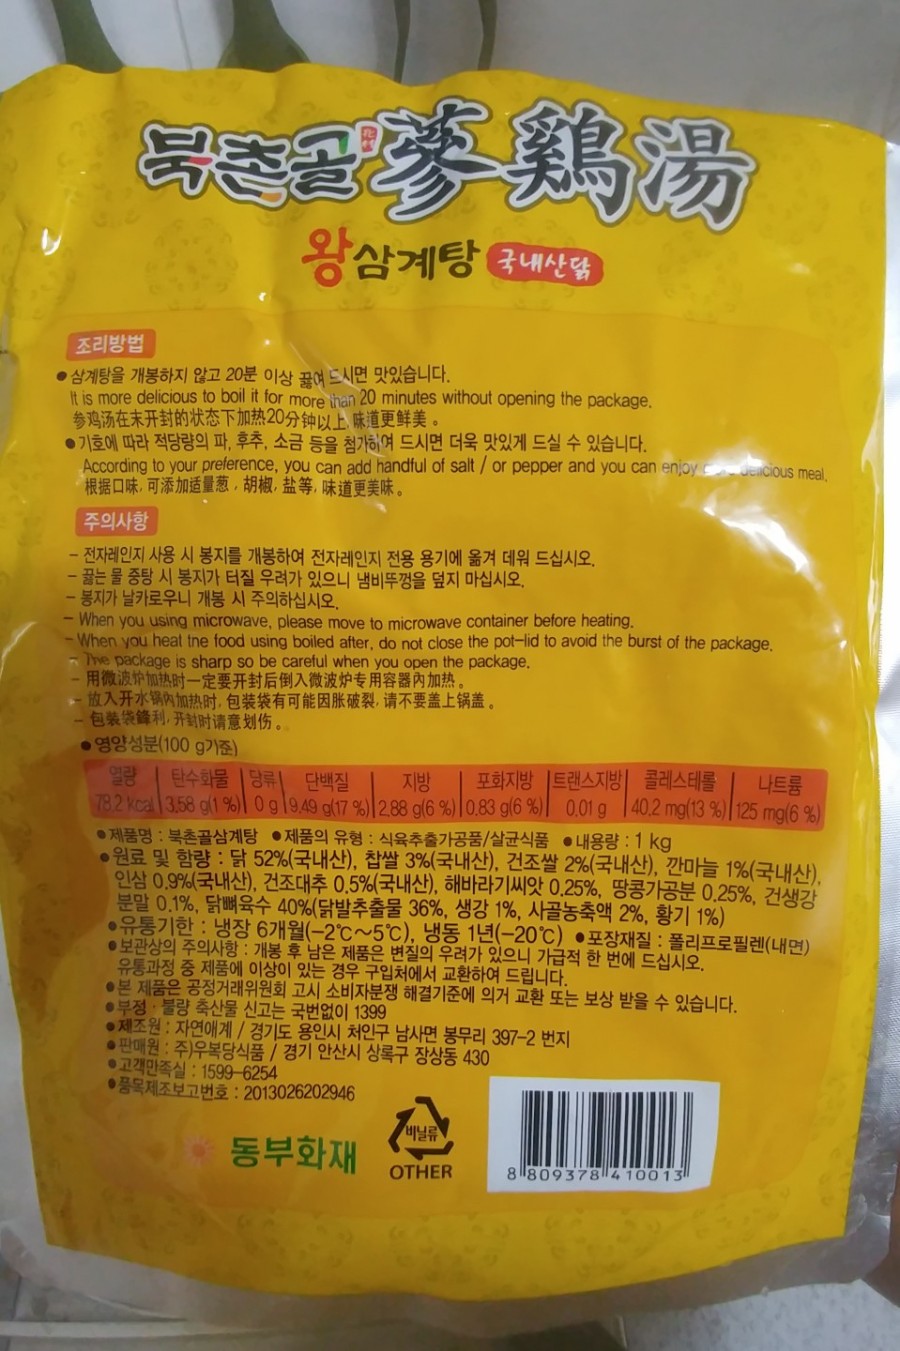 북촌골 北村 蔘鷄湯
왕삼계탕 국내산닭
조리방법
● 삼계탕을 개봉하지 않고 20분 이상 끓여 드시면 맛있습니다.
It is more delicious to boil it for more than 20 minutes without opening the package.
参鸡汤在末开封的状态下加热20分钟以上, 味道更鲜美。
● 기호에 따라 적당량의 파, 후추, 소금 등을 첨가하여 드시면 더욱 맛있게 드실 수 있습니다.
According to your preference, you can add handful of salt / or pepper and you can enjoy delicious meal.
根据口味, 可添加适量葱, 胡椒, 盐等, 味道更美味。
주의사항
- 전자레인지 사용 시 봉지를 개봉하여 전자레인지 전용 용기에 옮겨 데워 드십시오.
- 끓는 물 중탕 시 봉지가 터질 우려가 있으니 냄비뚜껑을 덮지 마십시오.
- 봉지가 날카로우니 개봉 시 주의하십시오.
- When you using microwave, please move to microwave container before heating.
- When you heat the food using boiled after, do not close the pot-lid to avoid the burst of the package.
- The package is sharp so be careful when you open the package.
- 用微波炉加热时一定要开封后倒入微波炉专用容器內加热。
- 放入开水锅內加热时, 包装袋有可能因胀破裂, 请不要盖上锅盖。
- 包装袋鋒利, 开封时请意划伤。
● 영양성분(100 g기준)
열량 탄수화물 당류 단백질 지방 포화지방 트랜스지방 콜레스테롤 나트륨
78.2 kcal 3.58 g(1 %) 0 g 9.49 g(17 %) 2.88 g(6 %) 0.83 g(6 %) 0.01 g 40.2 mg(13 %) 125 mg(6 %)
● 제품명 : 북촌골삼계탕 ● 제품의 유형 : 식육추출가공품/살균식품 ● 내용량 : 1 kg
● 원료 및 함량 : 닭 52%(국내산), 찹쌀 3%(국내산), 건조쌀 2%(국내산), 깐마늘 1%(국내산),
인삼 0.9%(국내산), 건조대추 0.5%(국내산), 해바라기씨앗 0.25%, 땅콩가공분 0.25%, 건생강
분말 0.1%, 닭뼈육수 40%(닭발추출물 36%, 생강 1%, 사골농축액 2%, 황기 1%)
● 유통기한 : 냉장 6개월(-2℃~5℃), 냉동 1년(-20℃) ● 포장재질 : 폴리프로필렌(내면)
● 보관상의 주의사항 : 개봉 후 남은 제품은 변질의 우려가 있으니 가급적 한 번에 드십시오.
유통과정 중 제품에 이상이 있는 경우 구입처에서 교환하여 드립니다.
● 본 제품은 공정거래위원회 고시 소비자분쟁 해결기준에 의거 교환 또는 보상 받을 수 있습니다.
● 부정·불량 축산물 신고는 국번없이 1399
● 제조원 : 자연애계 / 경기도 용인시 처인구 남사면 봉무리 397-2 번지
● 판매원 : 주)우복당식품 / 경기 안산시 상록구 장상동 430
● 고객만족실 : 1599-6254
● 품목제조보고번호 : 2013026202946
동부화재
비닐류
OTHER
8 809378 410013